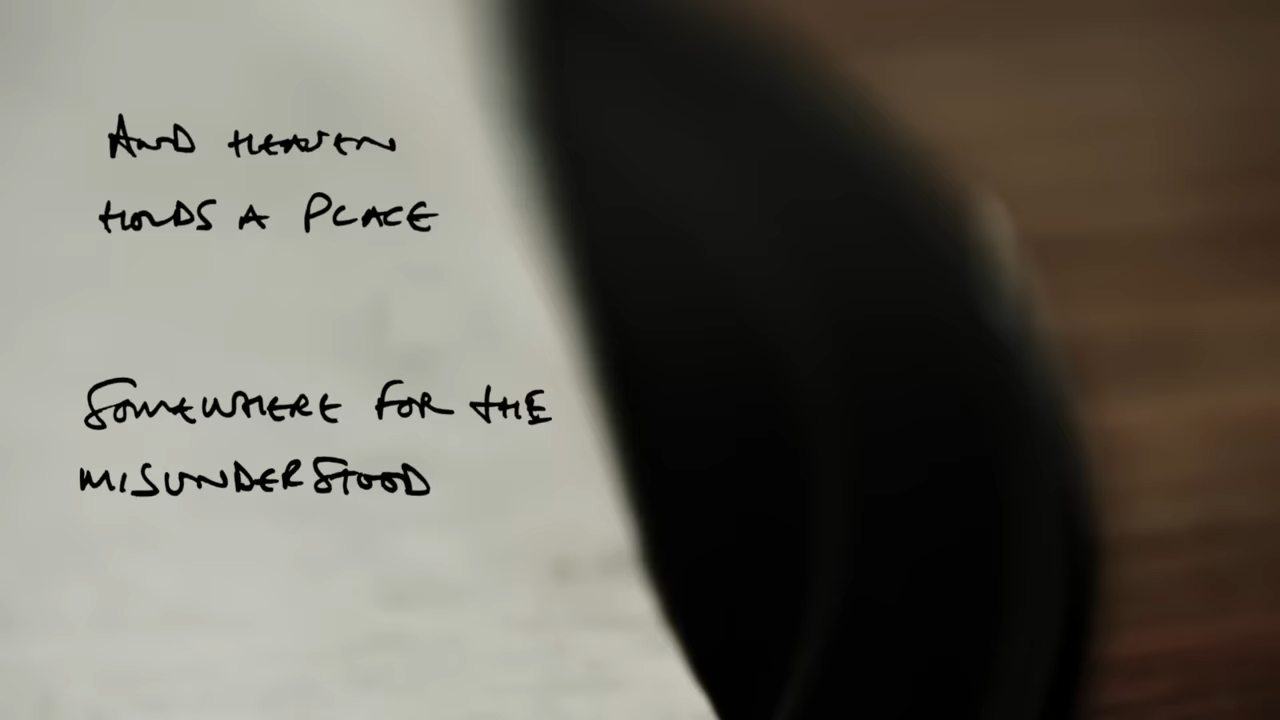 AND HEAVEN
HOLDS A PLACE
SOMEWHERE FOR THE
MISUNDERSTOOD